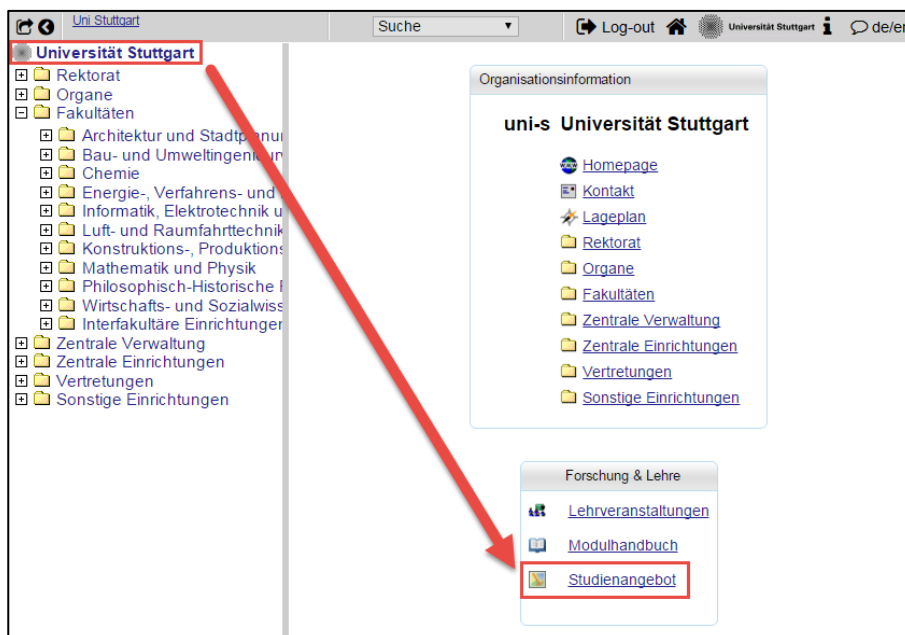 Uni Stuttgart
Suche
Log-out
Universität Stuttgart
de/en
Universität Stuttgart
Rektorat
Organe
Fakultäten
Architektur und Stadtplanu
Bau- und Umweltingenieurv
Chemie
Energie-, Verfahrens- und
Informatik, Elektrotechnik u
Luft- und Raumfahrttechnik
Konstruktions-, Produktions
Mathematik und Physik
Philosophisch-Historische
Wirtschafts- und Sozialwiss
Interfakultäre Einrichtunger
Zentrale Verwaltung
Zentrale Einrichtungen
Vertretungen
Sonstige Einrichtungen
Organisationsinformation
uni-s Universität Stuttgart
Homepage
Kontakt
Lageplan
Rektorat
Organe
Fakultäten
Zentrale Verwaltung
Zentrale Einrichtungen
Vertretungen
Sonstige Einrichtungen
Forschung & Lehre
Lehrveranstaltungen
Modulhandbuch
Studienangebot